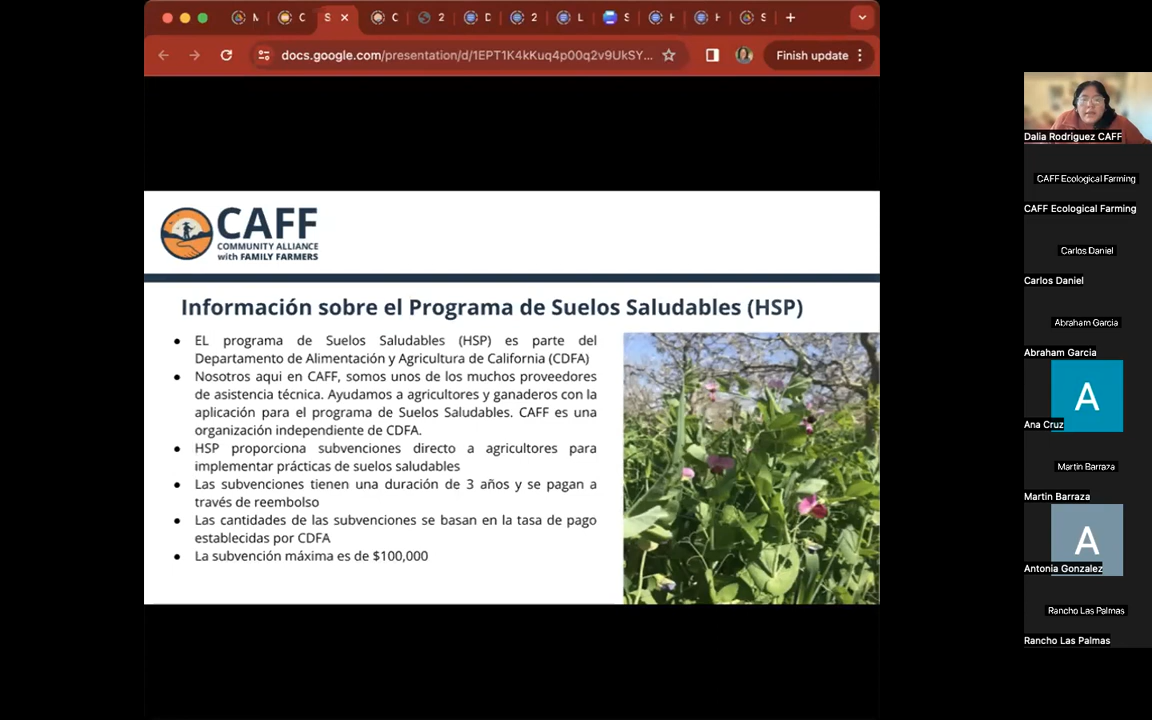 M
C
S
C
2
D
2
L
S
H
H
S
docs.google.com/presentation/d/1EPT1K4kKuq4p00q2v9UkSY...
Finish update
CAFF
COMMUNITY ALLIANCE
with FAMILY FARMERS
Información sobre el Programa de Suelos Saludables (HSP)
EL programa de Suelos Saludables (HSP) es parte del
Departamento de Alimentación y Agricultura de California (CDFA)
Nosotros aqui en CAFF, somos unos de los muchos proveedores
de asistencia técnica. Ayudamos a agricultores y ganaderos con la
aplicación para el programa de Suelos Saludables. CAFF es una
organización independiente de CDFA.
HSP proporciona subvenciones directo a agricultores para
implementar prácticas de suelos saludables
Las subvenciones tienen una duración de 3 años y se pagan a
través de reembolso
Las cantidades de las subvenciones se basan en la tasa de pago
establecidas por CDFA
La subvención máxima es de $100,000
Dalia Rodriguez CAFF
CAFF Ecological Farming
CAFF Ecological Farming
Carlos Daniel
Carlos Daniel
Abraham Garcia
Abraham Garcia
A
Ana Cruz
Martin Barraza
Martin Barraza
A
Antonia Gonzalez
Rancho Las Palmas
Rancho Las Palmas